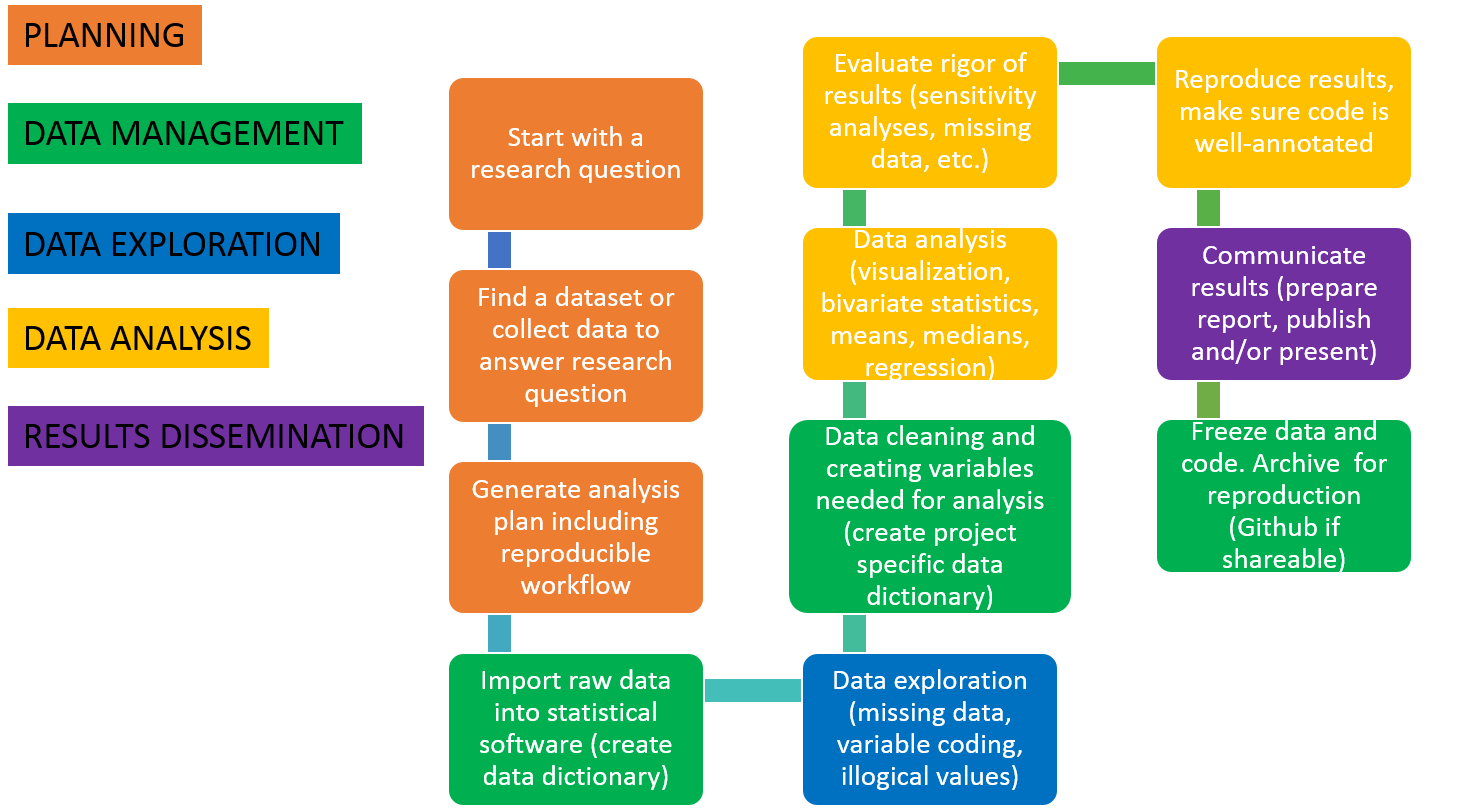 PLANNING
DATA MANAGEMENT
DATA EXPLORATION
DATA ANALYSIS
RESULTS DISSEMINATION
Start with a
research question
Find a dataset or
collect data to
answer research
question
Generate analysis
plan including
reproducible
workflow
Import raw data
into statistical
software (create
data dictionary)
Data exploration
(missing data,
variable coding,
illogical values)
Data cleaning and
creating variables
needed for analysis
(create project
specific data
dictionary)
Data analysis
(visualization,
bivariate statistics,
means, medians,
regression)
Evaluate rigor of
results (sensitivity
analyses, missing
data, etc.)
Reproduce results,
make sure code is
well-annotated
Communicate
results (prepare
report, publish
and/or present)
Freeze data and
code. Archive  for
reproduction
(Github if
shareable)